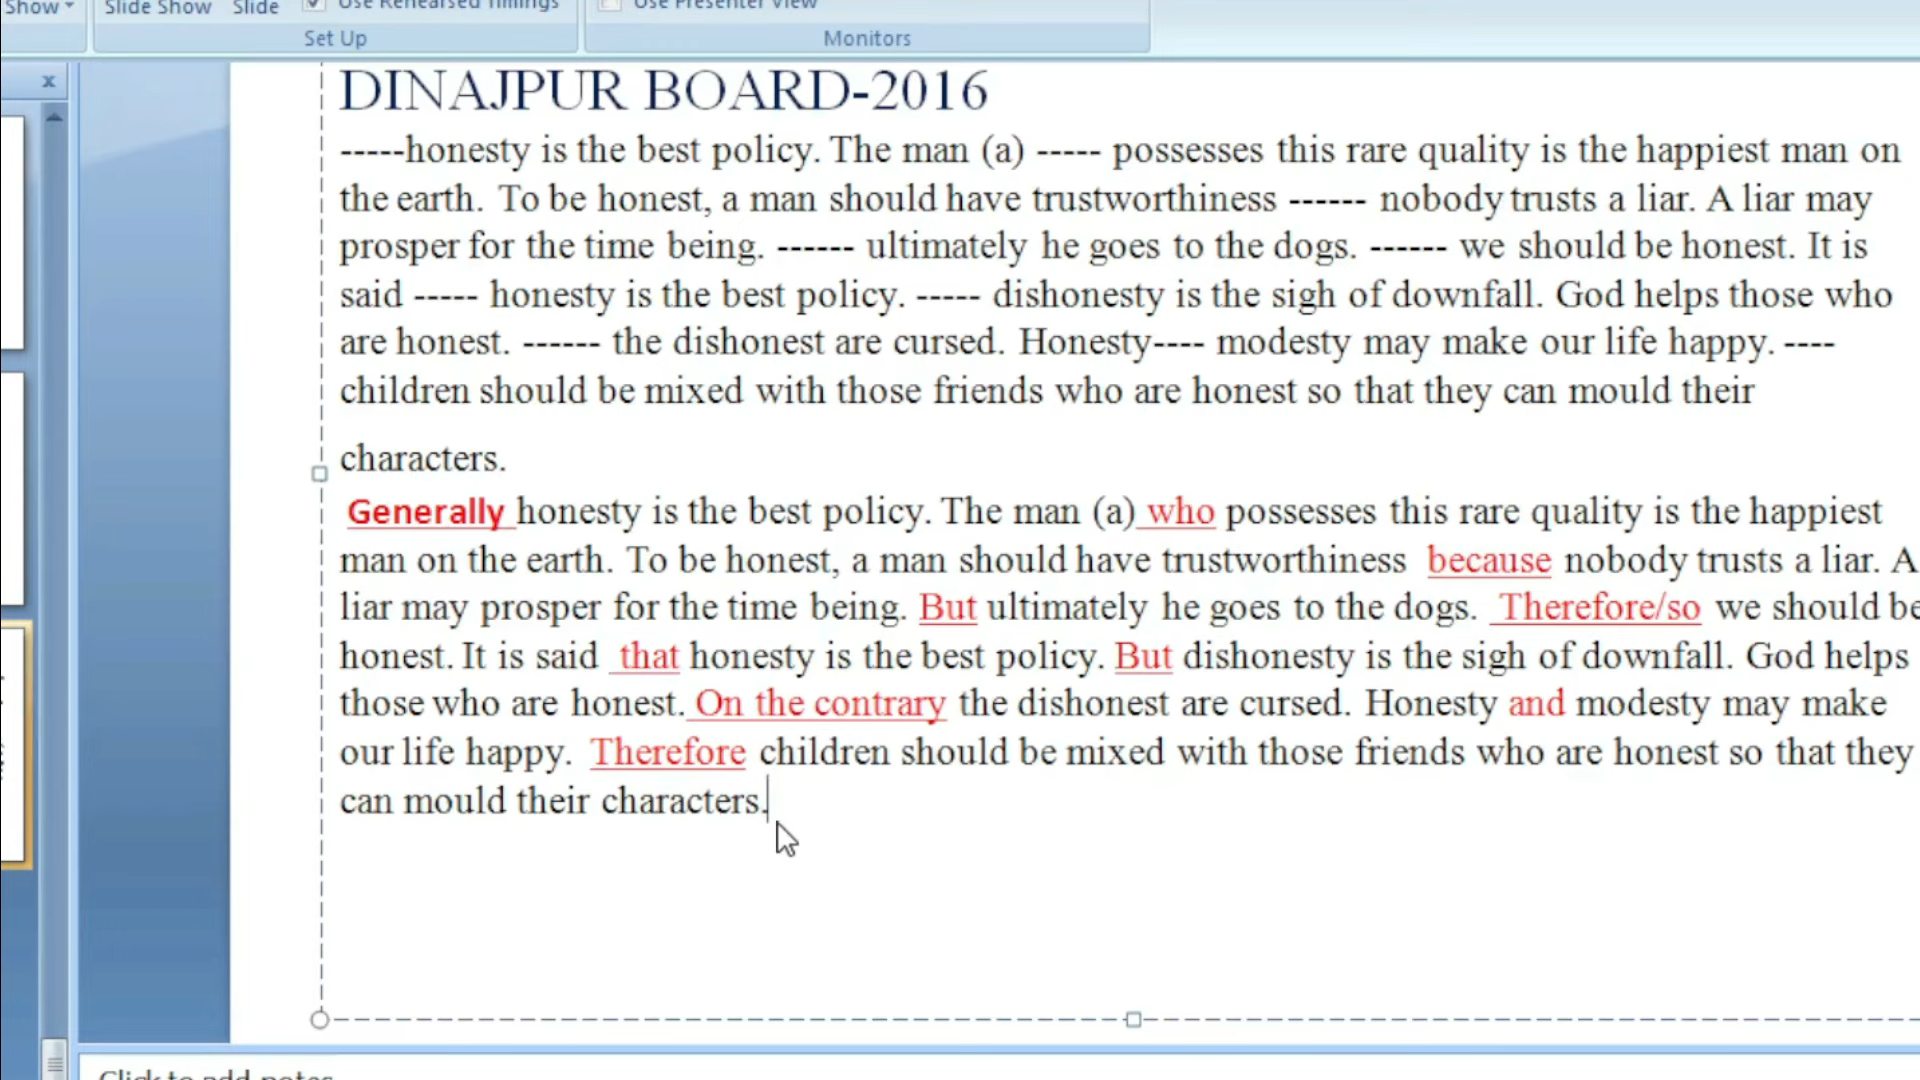 Show Slide Show Slide Use Rehearsed Timings Use Presenter View
Set Up Monitors
x
DINAJPUR BOARD-2016
-----honesty is the best policy. The man (a) ----- possesses this rare quality is the happiest man on
the earth. To be honest, a man should have trustworthiness ------ nobody trusts a liar. A liar may
prosper for the time being. ------ ultimately he goes to the dogs. ------ we should be honest. It is
said ----- honesty is the best policy. ----- dishonesty is the sigh of downfall. God helps those who
are honest. ------ the dishonest are cursed. Honesty---- modesty may make our life happy. ----
children should be mixed with those friends who are honest so that they can mould their
characters.
Generally honesty is the best policy. The man (a) who possesses this rare quality is the happiest
man on the earth. To be honest, a man should have trustworthiness because nobody trusts a liar. A
liar may prosper for the time being. But ultimately he goes to the dogs. Therefore/so we should be
honest. It is said that honesty is the best policy. But dishonesty is the sigh of downfall. God helps
those who are honest. On the contrary the dishonest are cursed. Honesty and modesty may make
our life happy. Therefore children should be mixed with those friends who are honest so that they
can mould their characters.
Click to add notes